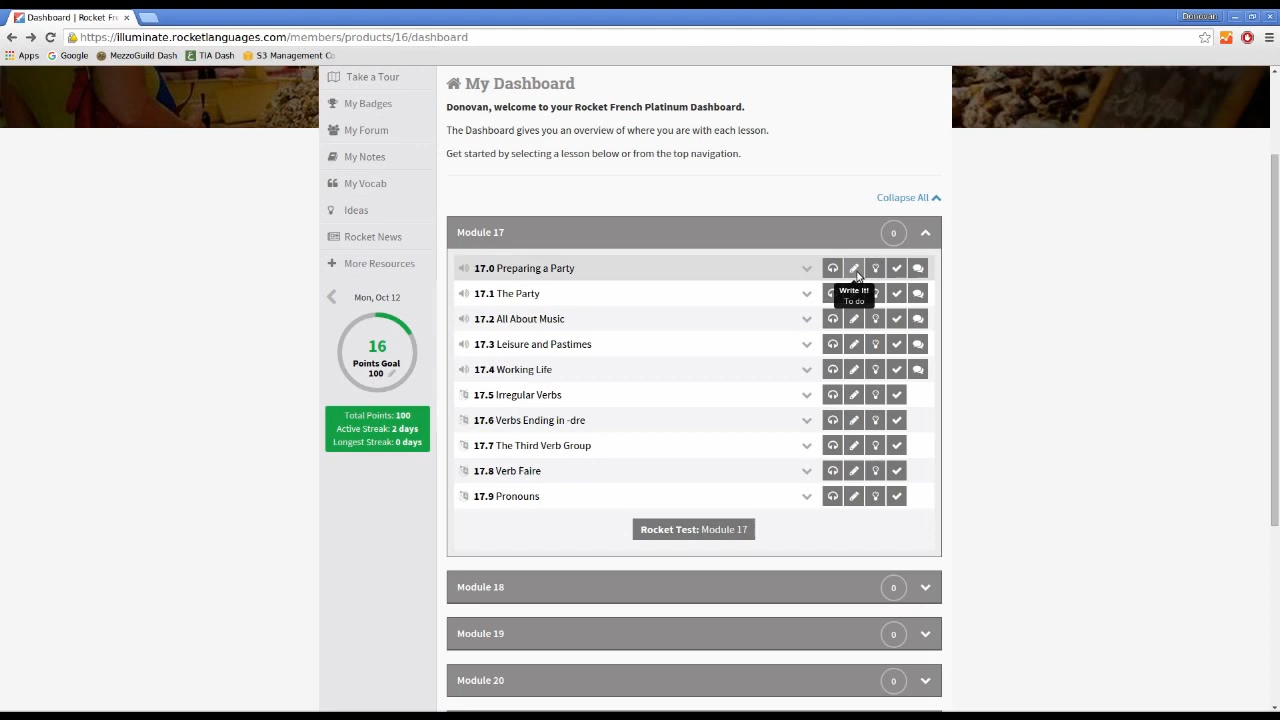 Dashboard | Rocket Fr
Donovan
https://illuminate.rocketlanguages.com/members/products/16/dashboard
Apps Google MezzoGuild Dash TIA Dash S3 Management Co
Take a Tour
My Badges
My Forum
My Notes
My Vocab
Ideas
Rocket News
More Resources
Mon, Oct 12
16
Points Goal
100
Total Points: 100
Active Streak: 2 days
Longest Streak: 0 days
My Dashboard
Donovan, welcome to your Rocket French Platinum Dashboard.
The Dashboard gives you an overview of where you are with each lesson.
Get started by selecting a lesson below or from the top navigation.
Collapse All
Module 17 0
17.0 Preparing a Party
Write It!
To do
17.1 The Party
17.2 All About Music
17.3 Leisure and Pastimes
17.4 Working Life
17.5 Irregular Verbs
17.6 Verbs Ending in -dre
17.7 The Third Verb Group
17.8 Verb Faire
17.9 Pronouns
Rocket Test: Module 17
Module 18 0
Module 19 0
Module 20 0